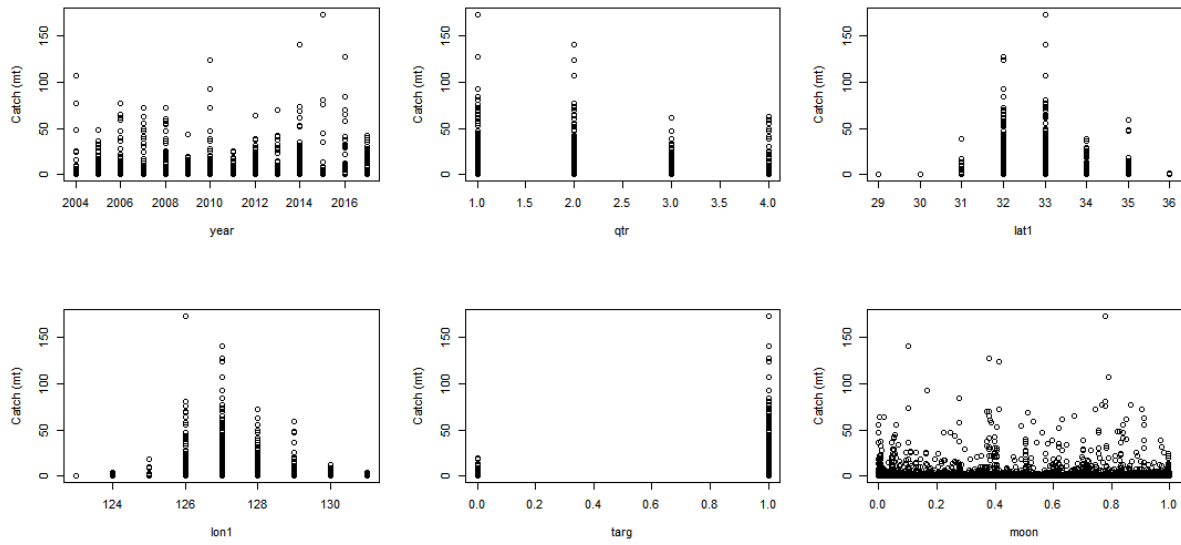 Catch (mt)
0 50 100 150
2004 2006 2008 2010 2012 2014 2016
year
Catch (mt)
0 50 100 150
1.0 1.5 2.0 2.5 3.0 3.5 4.0
qtr
Catch (mt)
0 50 100 150
29 30 31 32 33 34 35 36
lat1
Catch (mt)
0 50 100 150
124 126 128 130
lon1
Catch (mt)
0 50 100 150
0.0 0.2 0.4 0.6 0.8 1.0
targ
Catch (mt)
0 50 100 150
0.0 0.2 0.4 0.6 0.8 1.0
moon